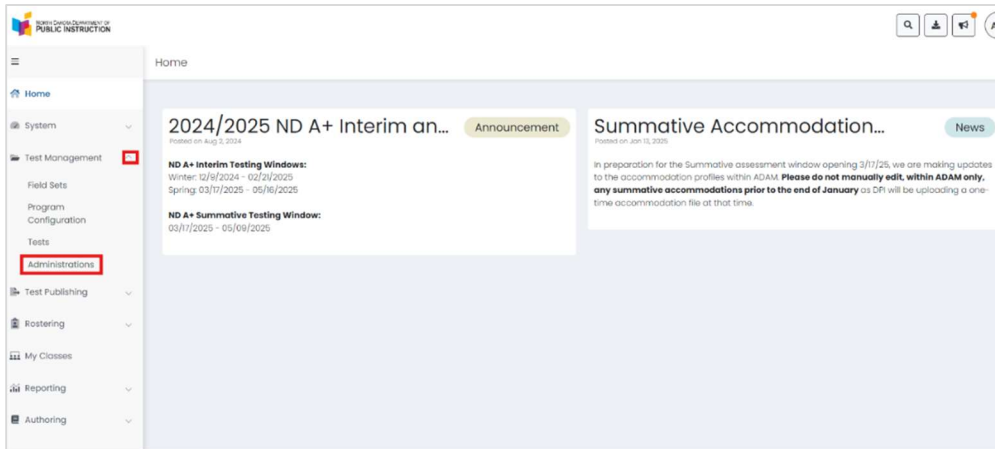 NORTH DAKOTA DEPARTMENT OF
PUBLIC INSTRUCTION
Home
Home
System
Test Management
Field Sets
Program
Configuration
Tests
Administrations
Test Publishing
Rostering
My Classes
Reporting
Authoring
2024/2025 ND A+ Interim an...
Announcement
Posted on Aug 2, 2024
ND A+ Interim Testing Windows:
Winter: 12/9/2024 - 02/21/2025
Spring: 03/17/2025 - 05/16/2025
ND A+ Summative Testing Window:
03/17/2025 - 05/09/2025
Summative Accommodation...
News
Posted on Jan 13, 2025
In preparation for the Summative assessment window opening 3/17/25, we are making updates
to the accommodation profiles within ADAM. Please do not manually edit, within ADAM only,
any summative accommodations prior to the end of January as DPI will be uploading a one-
time accommodation file at that time.